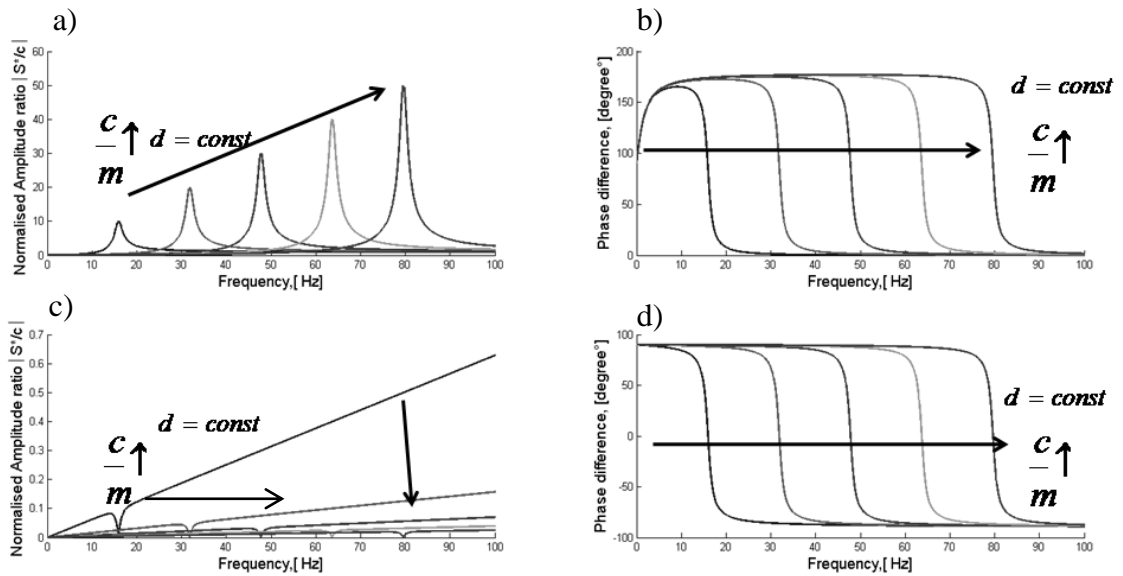 a)
Normalised Amplitude ratio | S*/c |
60
50
40
30
20
10
0
c/m ↑ d = const
0 10 20 30 40 50 60 70 80 90 100
Frequency,[ Hz]
b)
Phase difference, [degree°]
200
150
100
50
0
d = const
c/m ↑
0 10 20 30 40 50 60 70 80 90 100
Frequency,[ Hz]
c)
Normalised Amplitude ratio | S*/c |
0.7
0.6
0.5
0.4
0.3
0.2
0.1
0
c/m ↑ d = const
0 10 20 30 40 50 60 70 80 90 100
Frequency,[ Hz]
d)
Phase difference, [degree°]
100
50
0
-50
-100
d = const
c/m ↑
0 10 20 30 40 50 60 70 80 90 100
Frequency,[ Hz]